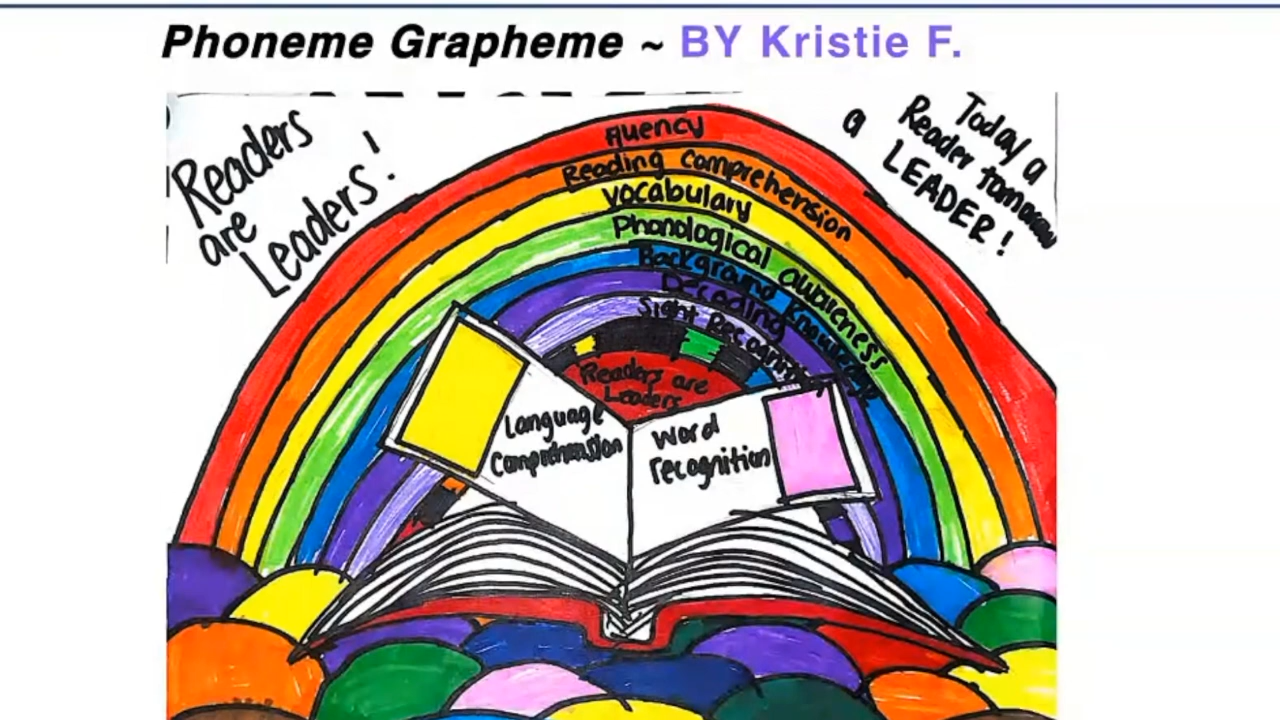 Phoneme Grapheme ~ BY Kristie F.
Readers
are
Leaders!
Today a
Reader tomorrow
a
LEADER!
fluency
Reading comprehension
Vocabulary
Phonological awareness
Background Knowledge
Decoding
Sight Recognition
Readers are
Leaders
Language
Comprehension
Word
recognition